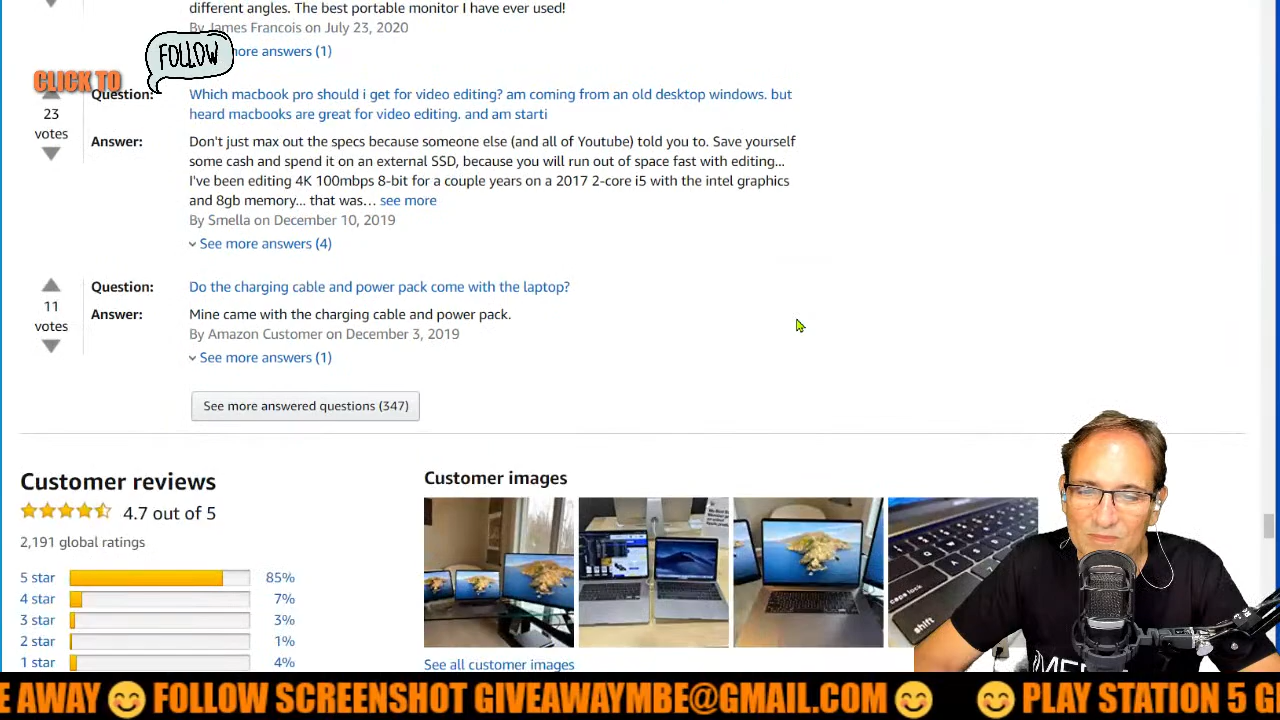 different angles. The best portable monitor I have ever used!
By James Francois on July 23, 2020
more answers (1)
FOLLOW
CLICK TO
23
votes
Question:
Which macbook pro should i get for video editing? am coming from an old desktop windows. but
heard macbooks are great for video editing. and am starti
Answer:
Don't just max out the specs because someone else (and all of Youtube) told you to. Save yourself
some cash and spend it on an external SSD, because you will run out of space fast with editing...
I've been editing 4K 100mbps 8-bit for a couple years on a 2017 2-core i5 with the intel graphics
and 8gb memory... that was... see more
By Smella on December 10, 2019
See more answers (4)
11
votes
Question:
Do the charging cable and power pack come with the laptop?
Answer:
Mine came with the charging cable and power pack.
By Amazon Customer on December 3, 2019
See more answers (1)
See more answered questions (347)
Customer reviews
4.7 out of 5
2,191 global ratings
5 star 85%
4 star 7%
3 star 3%
2 star 1%
1 star 4%
Customer images
caps lock
shift
See all customer images
E AWAY 😊 FOLLOW SCREENSHOT GIVEAWAYMBE@GMAIL.COM 😊 😊 PLAY STATION 5 G